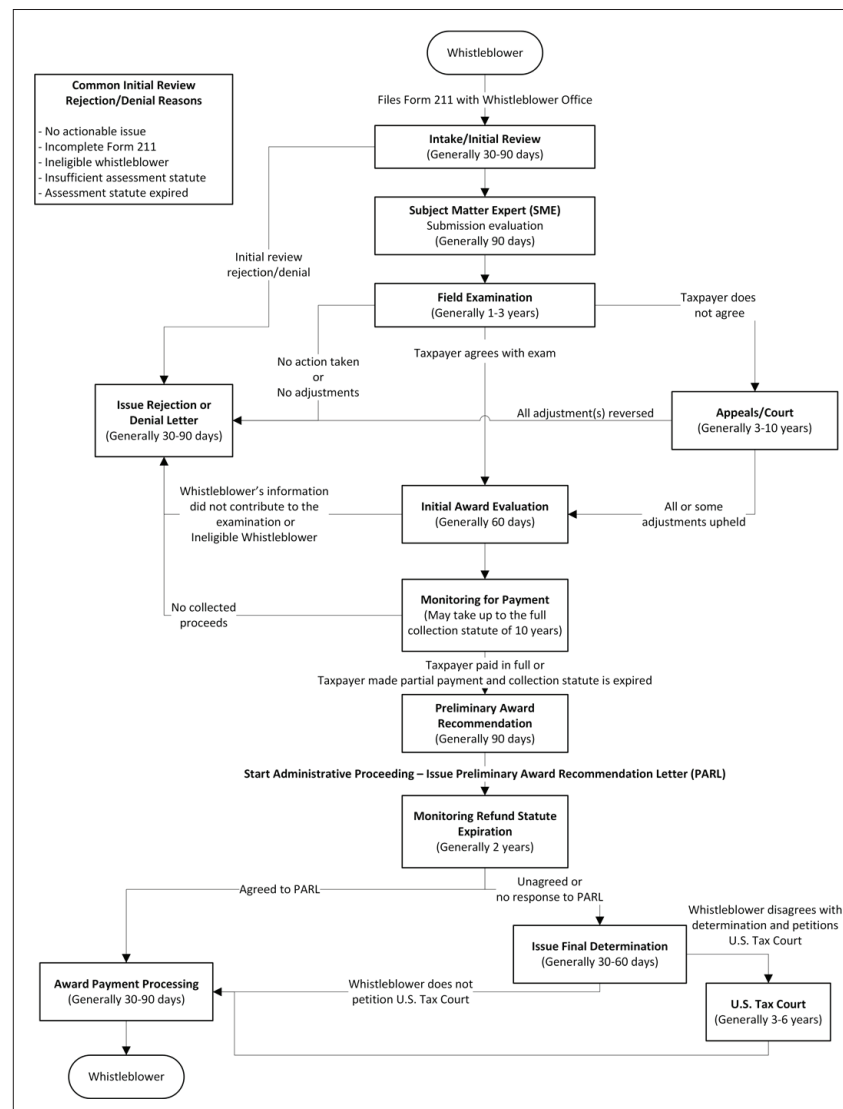 Whistleblower
Common Initial Review
Rejection/Denial Reasons
- No actionable issue
- Incomplete Form 211
- Ineligible whistleblower
- Insufficient assessment statute
- Assessment statute expired
Files Form 211 with Whistleblower Office
Intake/Initial Review
(Generally 30-90 days)
Subject Matter Expert (SME)
Submission evaluation
(Generally 90 days)
Initial review
rejection/denial
Field Examination
(Generally 1-3 years)
Taxpayer does
not agree
Taxpayer agrees with exam
No action taken
or
No adjustments
Issue Rejection or
Denial Letter
(Generally 30-90 days)
All adjustment(s) reversed
Appeals/Court
(Generally 3-10 years)
Whistleblower’s information
did not contribute to the
examination or
Ineligible Whistleblower
Initial Award Evaluation
(Generally 60 days)
All or some
adjustments upheld
No collected
proceeds
Monitoring for Payment
(May take up to the full
collection statute of 10 years)
Taxpayer paid in full or
Taxpayer made partial payment and collection statute is expired
Preliminary Award
Recommendation
(Generally 90 days)
Start Administrative Proceeding – Issue Preliminary Award Recommendation Letter (PARL)
Monitoring Refund Statute
Expiration
(Generally 2 years)
Agreed to PARL
Unagreed or
no response to PARL
Whistleblower disagrees with
determination and petitions
U.S. Tax Court
Issue Final Determination
(Generally 30-60 days)
Award Payment Processing
(Generally 30-90 days)
Whistleblower does not
petition U.S. Tax Court
U.S. Tax Court
(Generally 3-6 years)
Whistleblower